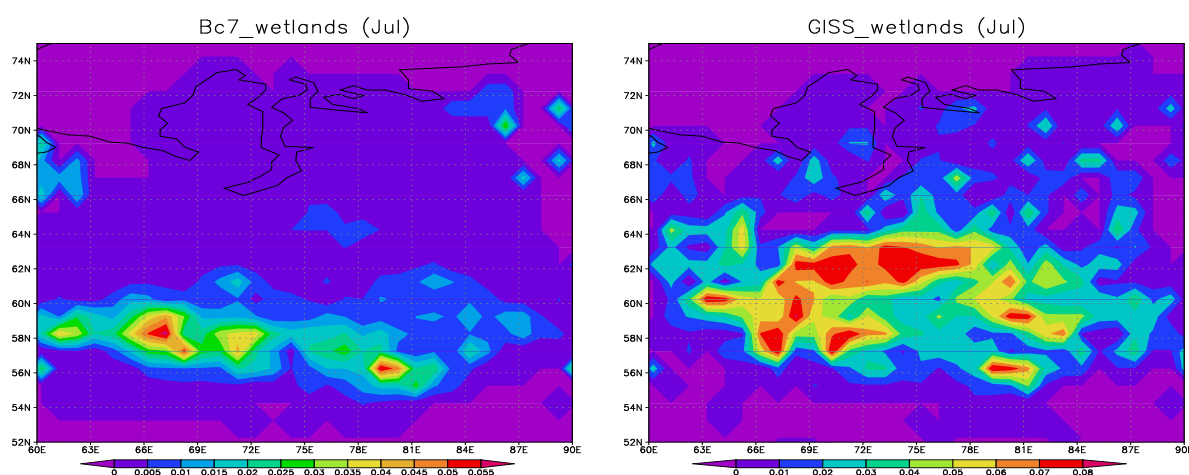 Bc7_wetlands (Jul)
74N
72N
70N
68N
66N
64N
62N
60N
58N
56N
54N
52N
60E 63E 66E 69E 72E 75E 78E 81E 84E 87E 90E
0 0.005 0.01 0.015 0.02 0.025 0.03 0.035 0.04 0.045 0.05 0.055
GISS_wetlands (Jul)
74N
72N
70N
68N
66N
64N
62N
60N
58N
56N
54N
52N
60E 63E 66E 69E 72E 75E 78E 81E 84E 87E 90E
0 0.01 0.02 0.03 0.04 0.05 0.06 0.07 0.08